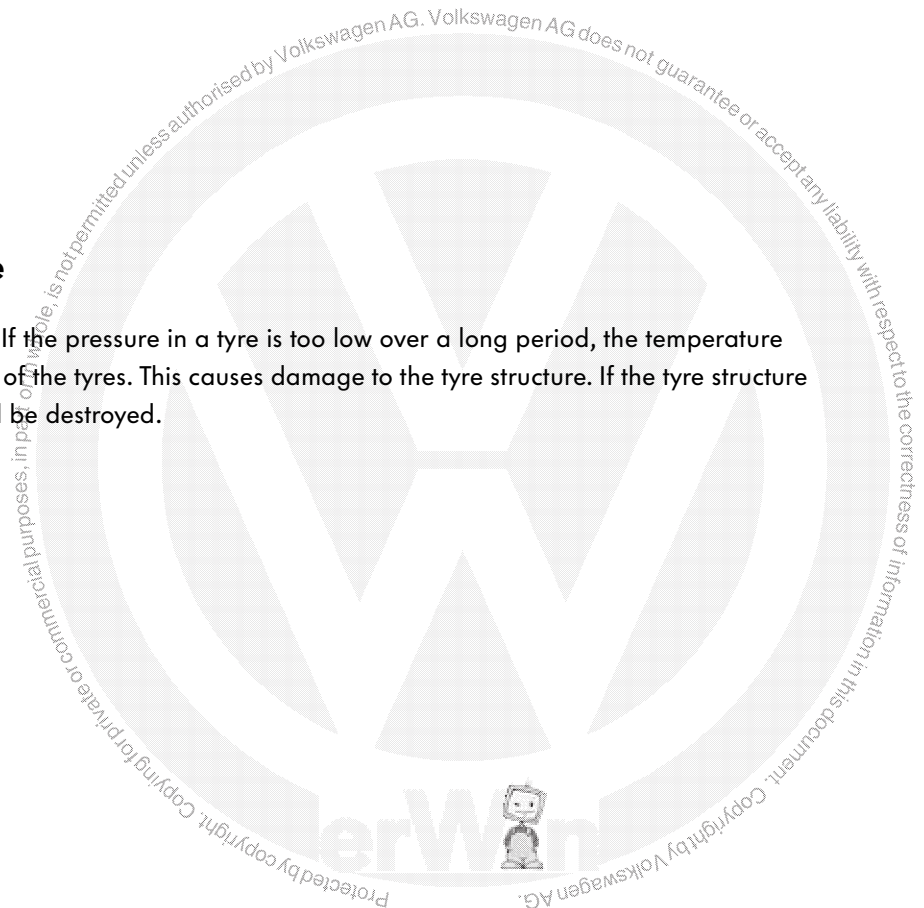 e
If the pressure in a tyre is too low over a long period, the temperature
of the tyres. This causes damage to the tyre structure. If the tyre structure
l be destroyed.
Protected by copyright. Copying for private or commercial purposes, in part or in whole, is not permitted unless authorised by Volkswagen AG. Volkswagen AG does not guarantee or accept any liability with respect to the correctness of information in this document. Copyright by Volkswagen AG.
erWin